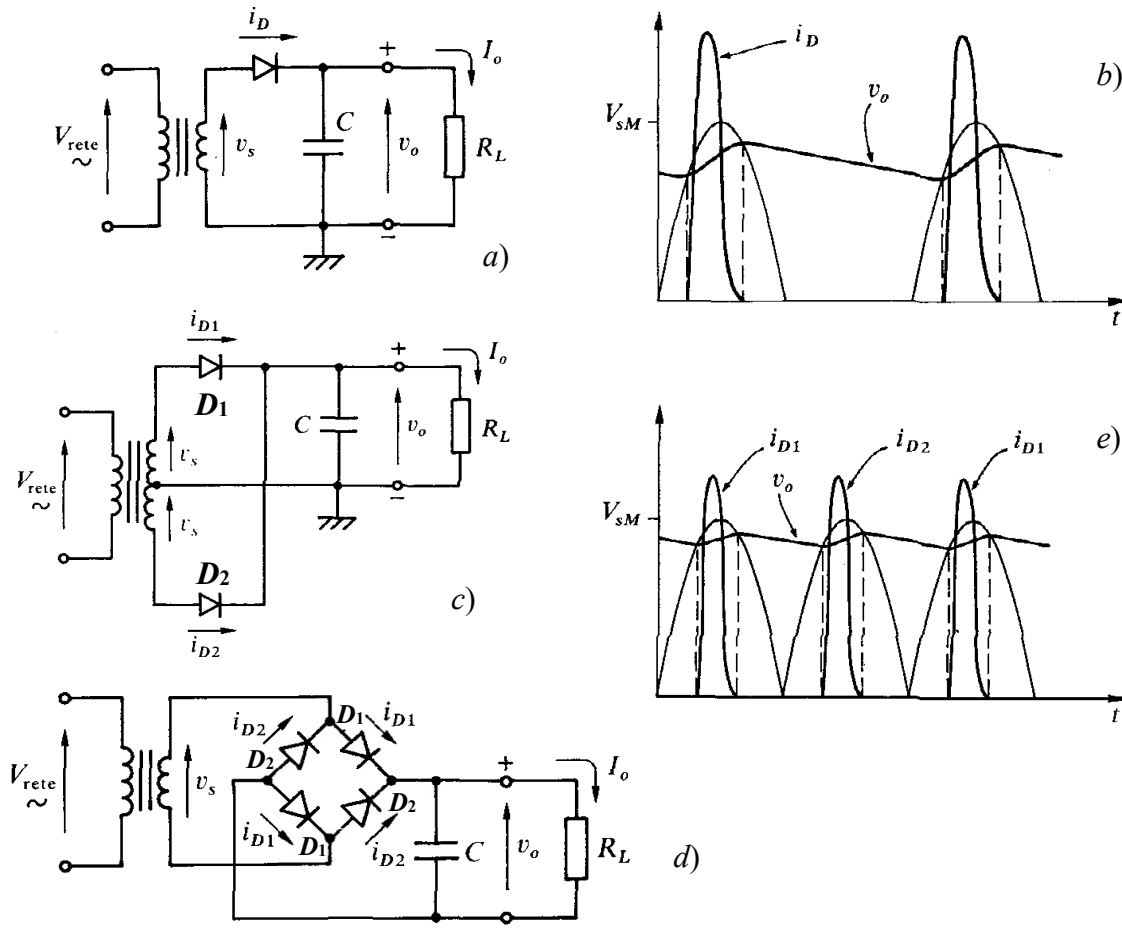 i_D
I_o
+
V_rete
~
v_s
C
v_o
R_L
−
a)
i_D
b)
v_o
V_sM
t
i_D1
I_o
+
D1
C
v_o
R_L
V_rete
~
v_s
v_s
−
D2
c)
i_D2
i_D1
i_D2
i_D1
e)
v_o
V_sM
t
i_D2
D1
i_D1
I_o
+
V_rete
~
v_s
D2
D2
i_D1
D1
i_D2
C
v_o
R_L
d)